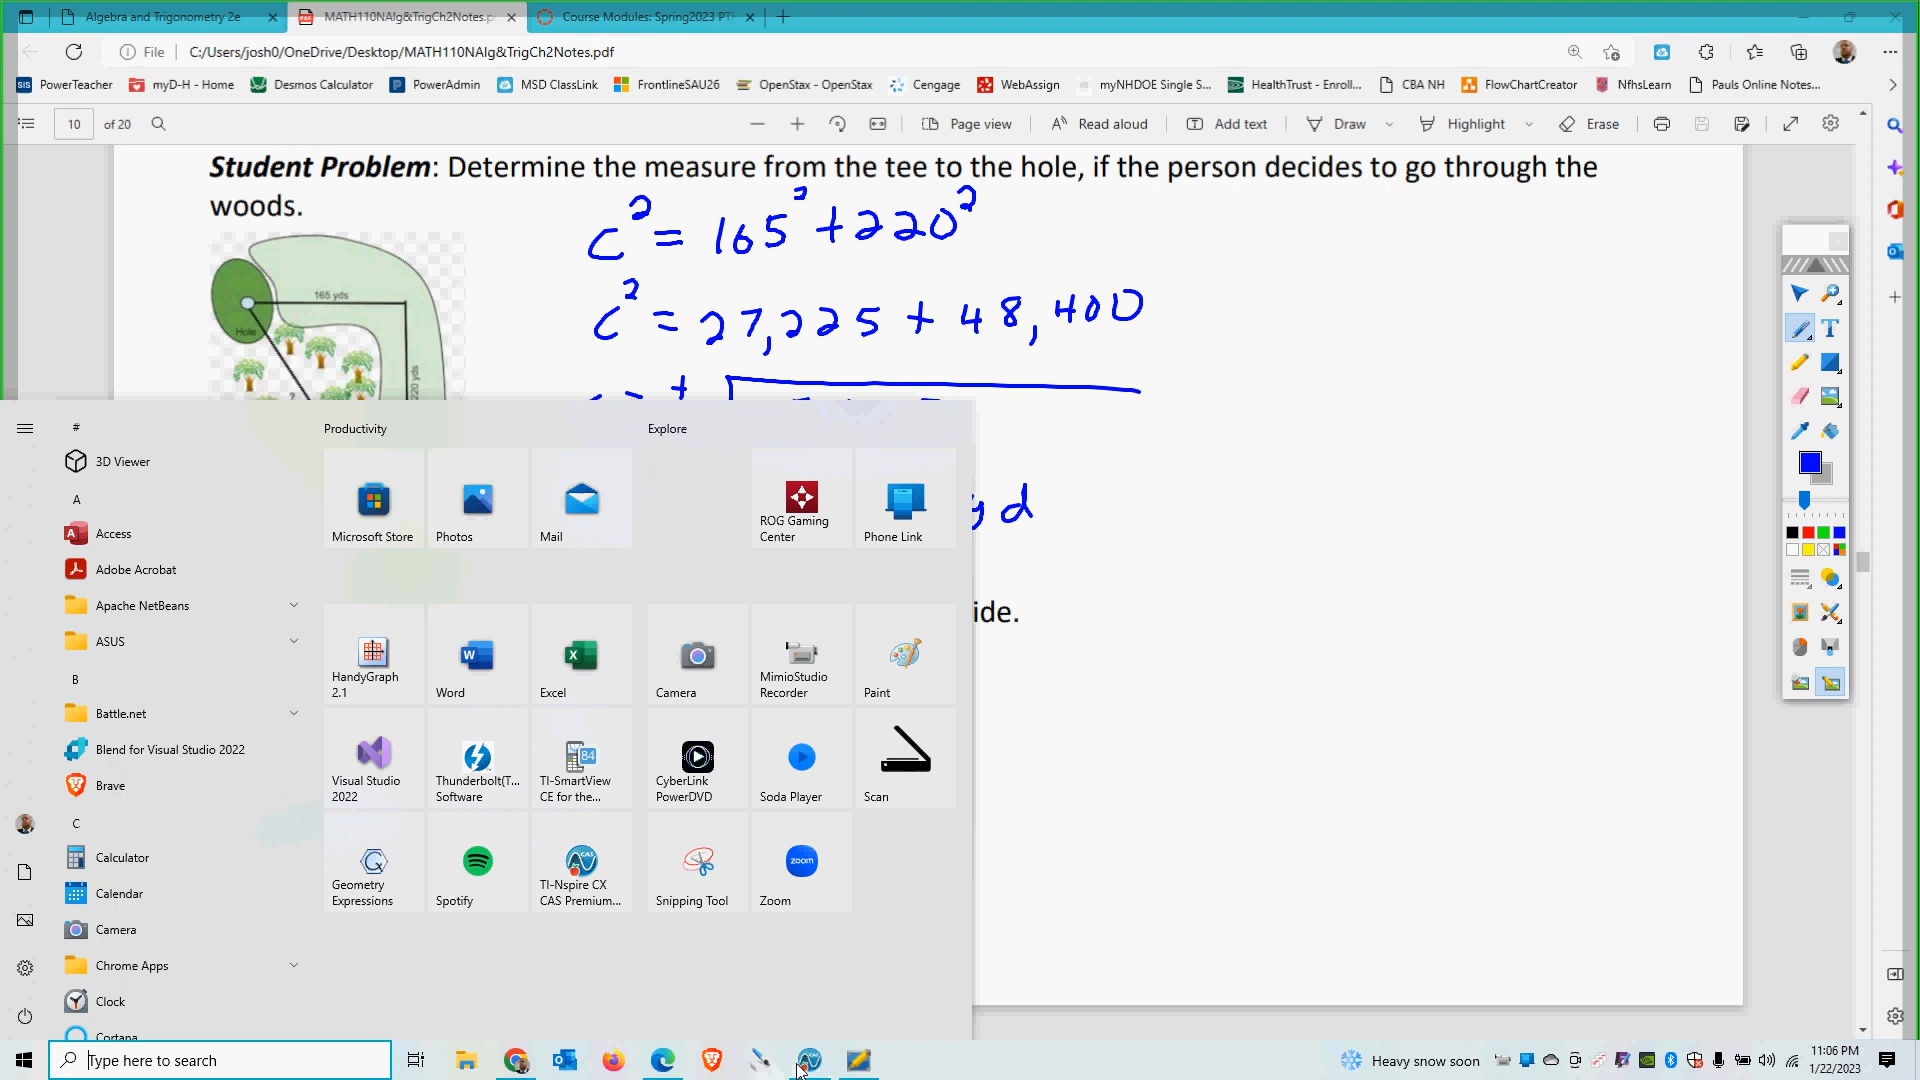 Algebra and Trigonometry 2e
MATH110NAlg&TrigCh2Notes.p
Course Modules: Spring2023 PT
File
C:/Users/josh0/OneDrive/Desktop/MATH110NAlg&TrigCh2Notes.pdf
PowerTeacher
myD-H - Home
Desmos Calculator
PowerAdmin
MSD ClassLink
FrontlineSAU26
OpenStax - OpenStax
Cengage
WebAssign
myNHDOE Single S...
HealthTrust - Enroll...
CBA NH
FlowChartCreator
NfhsLearn
Pauls Online Notes...
10 of 20
Page view
Read aloud
Add text
Draw
Highlight
Erase
Student Problem: Determine the measure from the tee to the hole, if the person decides to go through the
woods.
c² = 165² + 220²
c² = 27,225 + 48,400
165 yds
Hole
220 yds
?
yd
ide.
#
3D Viewer
A
Access
Adobe Acrobat
Apache NetBeans
ASUS
B
Battle.net
Blend for Visual Studio 2022
Brave
C
Calculator
Calendar
Camera
Chrome Apps
Clock
Cortana
Productivity
Microsoft Store
Photos
Mail
HandyGraph
2.1
Word
Excel
Visual Studio
2022
Thunderbolt(T...
Software
84
TI-SmartView
CE for the...
Geometry
Expressions
Spotify
CAS
TI-Nspire CX
CAS Premium...
Explore
ROG Gaming
Center
Phone Link
Camera
MimioStudio
Recorder
Paint
CyberLink
PowerDVD
Soda Player
Scan
Snipping Tool
zoom
Zoom
Type here to search
Heavy snow soon
11:06 PM
1/22/2023